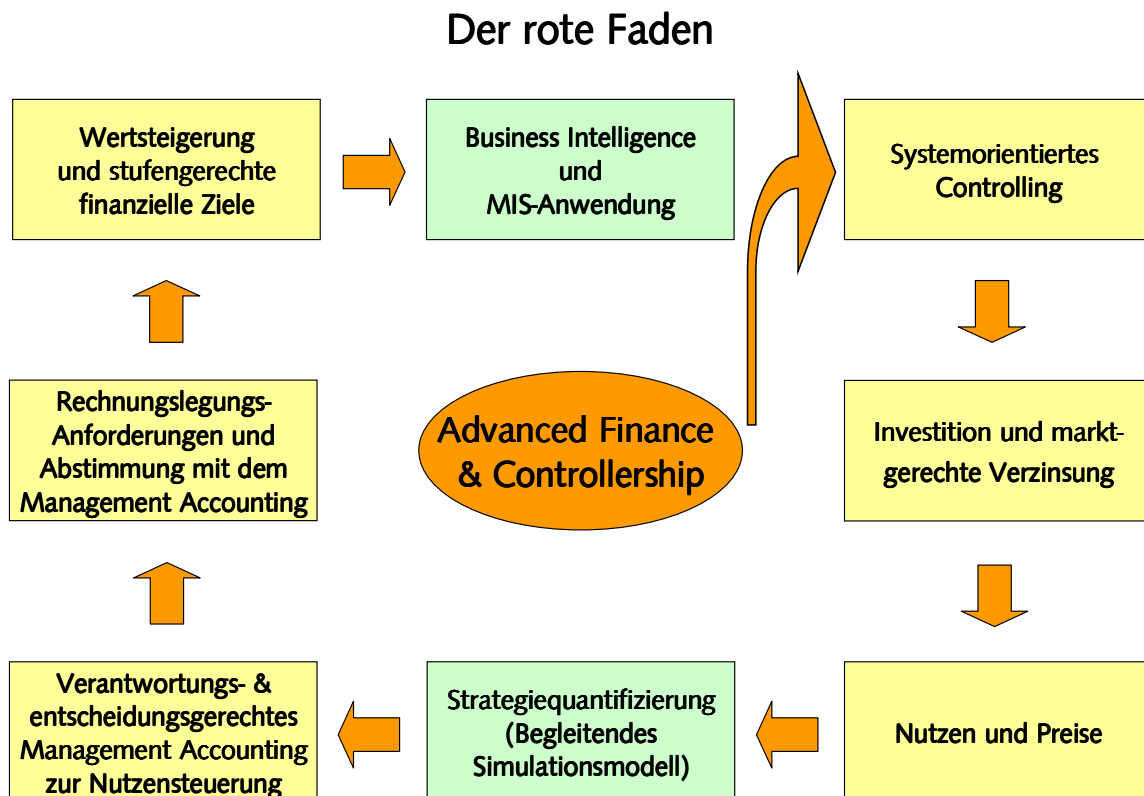 Der rote Faden
Wertsteigerung
und stufengerechte
finanzielle Ziele
Business Intelligence
und
MIS-Anwendung
Systemorientiertes
Controlling
Rechnungslegungs-
Anforderungen und
Abstimmung mit dem
Management Accounting
Advanced Finance
& Controllership
Investition und markt-
gerechte Verzinsung
Verantwortungs- &
entscheidungsgerechtes
Management Accounting
zur Nutzensteuerung
Strategiequantifizierung
(Begleitendes
Simulationsmodell)
Nutzen und Preise